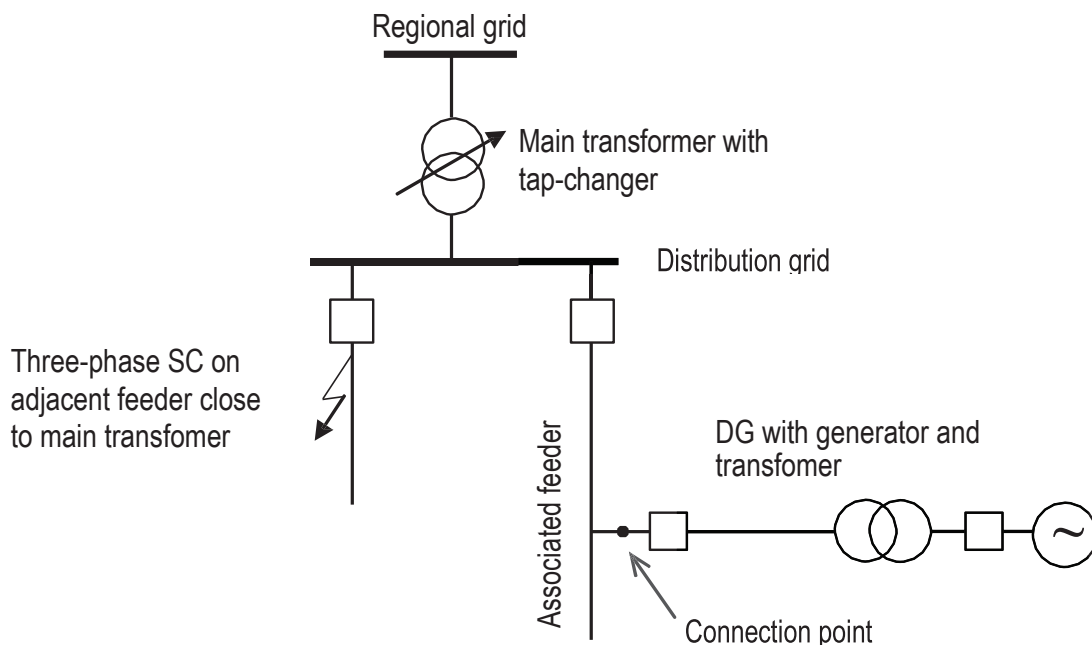 Regional grid
Main transformer with
tap-changer
Distribution grid
Three-phase SC on
adjacent feeder close
to main transfomer
Associated feeder
DG with generator and
transfomer
~
Connection point